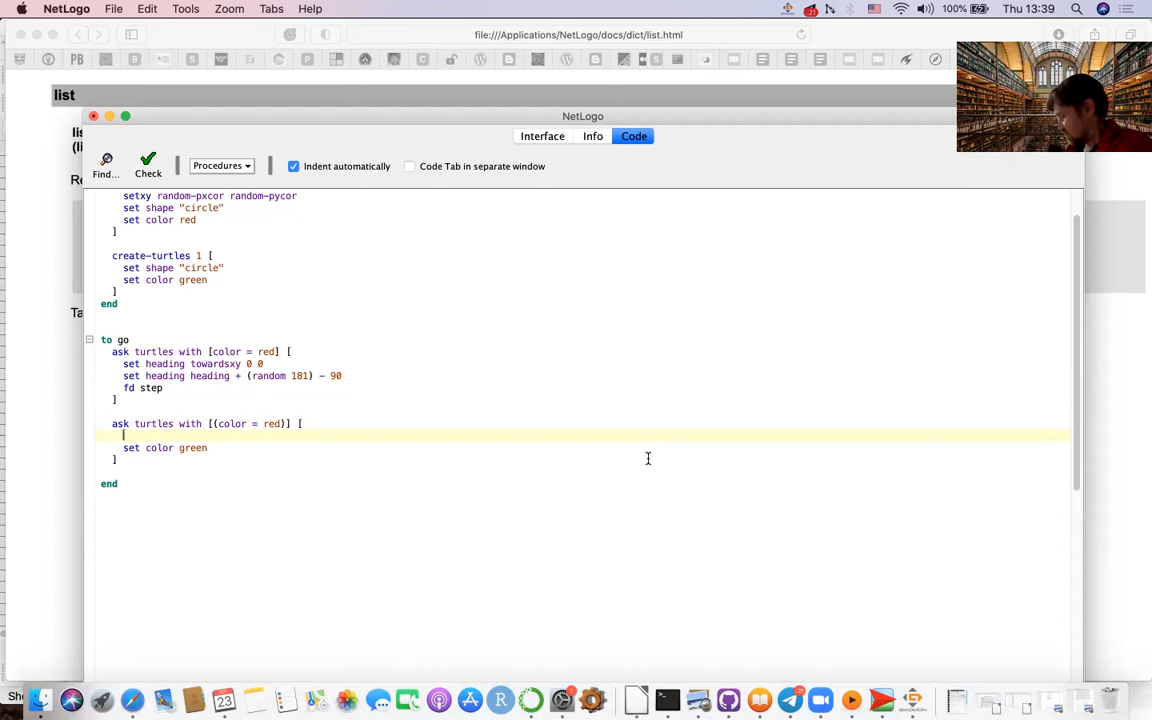 NetLogo File Edit Tools Zoom Tabs Help 100% Thu 13:39
file:///Applications/NetLogo/docs/dict/list.html
list
NetLogo
Interface Info Code
Find... Check Procedures Indent automatically Code Tab in separate window
setxy random-pxcor random-pycor
set shape "circle"
set color red
]
create-turtles 1 [
set shape "circle"
set color green
]
end
to go
ask turtles with [color = red] [
set heading towardsxy 0 0
set heading heading + (random 181) - 90
fd step
]
ask turtles with [(color = red)] [
set color green
]
end